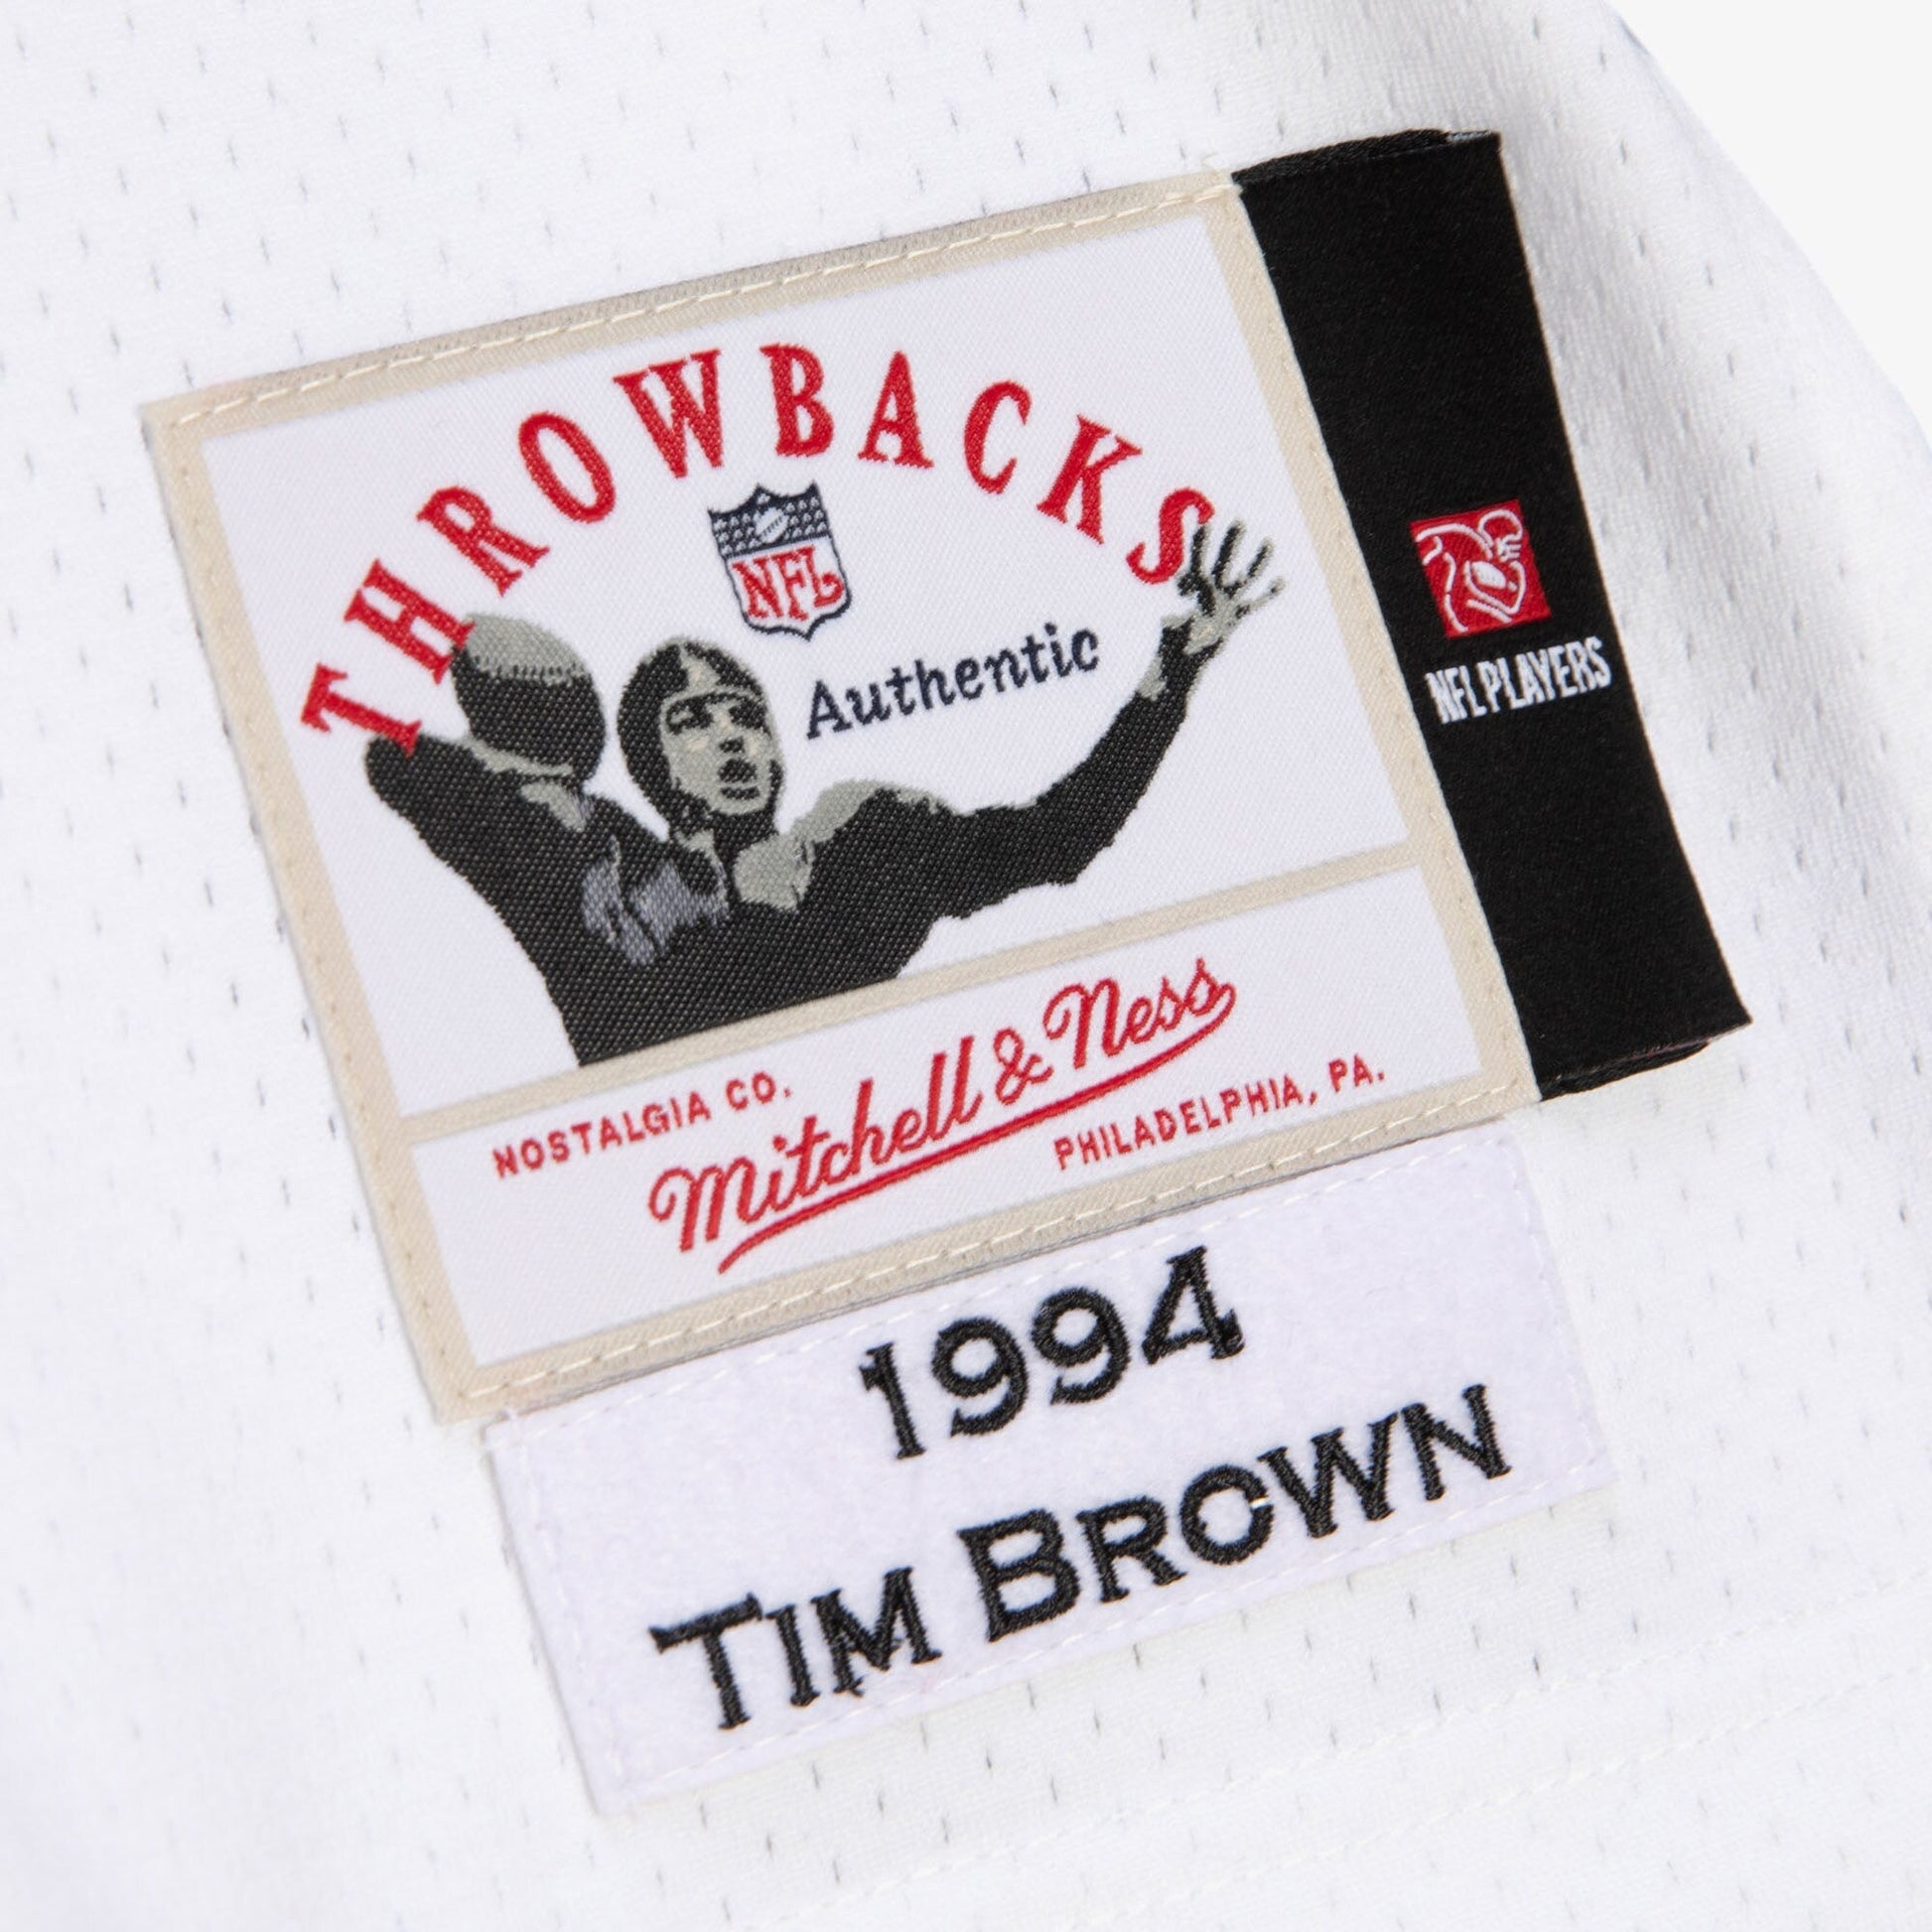 THROWBACKS
NFL
Authentic
NFL PLAYERS
NOSTALGIA CO.
Mitchell & Ness
PHILADELPHIA, PA.
1994
TIM BROWN